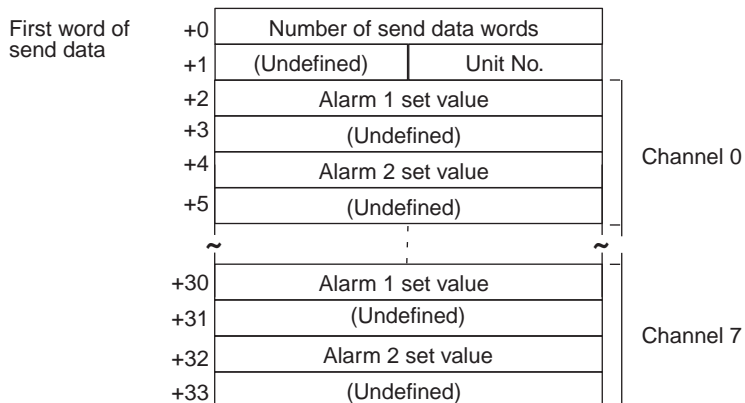 First word of
send data
+0 Number of send data words
+1 (Undefined) Unit No.
+2 Alarm 1 set value
+3 (Undefined)
+4 Alarm 2 set value
+5 (Undefined)
Channel 0
~ ~
+30 Alarm 1 set value
+31 (Undefined)
+32 Alarm 2 set value
+33 (Undefined)
Channel 7